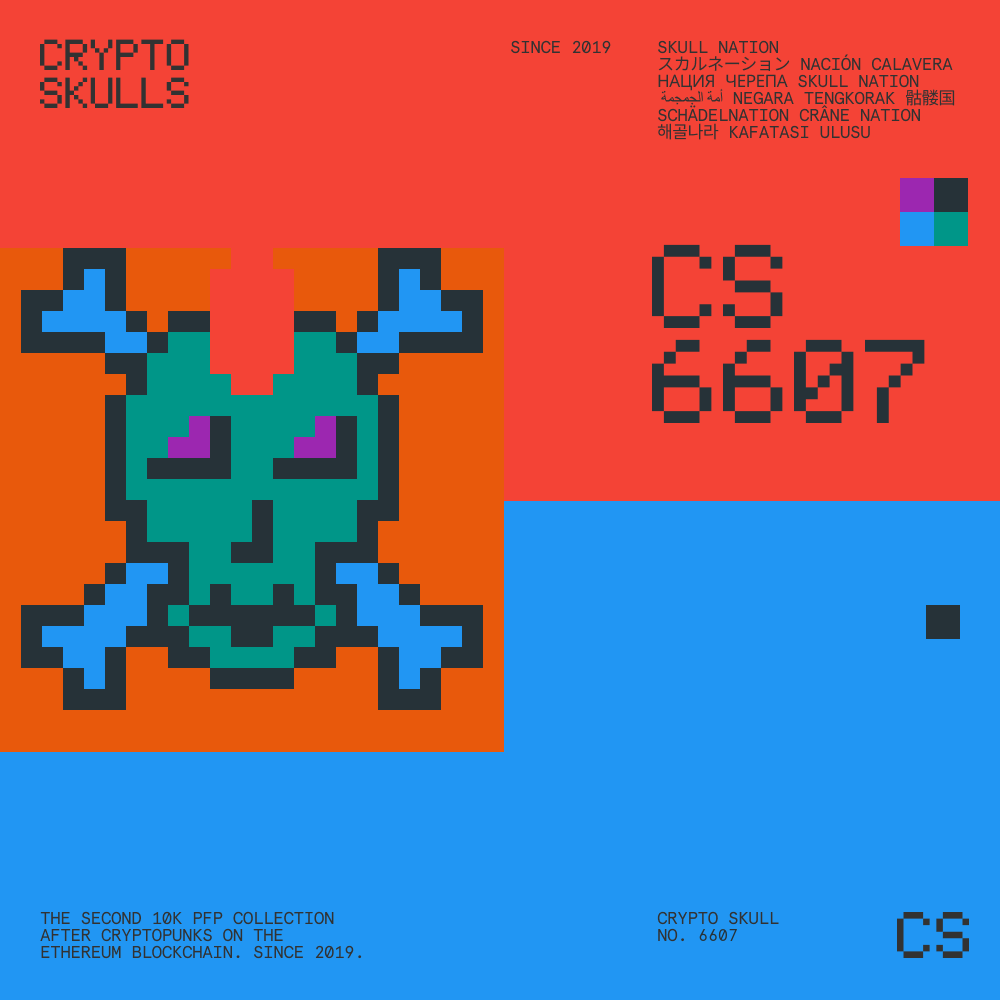 CRYPTO
SKULLS
SINCE 2019
SKULL NATION
スカルネーション NACIÓN CALAVERA
НАЦИЯ ЧЕРЕПА SKULL NATION
أمة الجمجمة NEGARA TENGKORAK 骷髅国
SCHÄDELNATION CRÂNE NATION
해골나라 KAFATASI ULUSU
CS
6607
THE SECOND 10K PFP COLLECTION
AFTER CRYPTOPUNKS ON THE
ETHEREUM BLOCKCHAIN. SINCE 2019.
CRYPTO SKULL
NO. 6607
CS